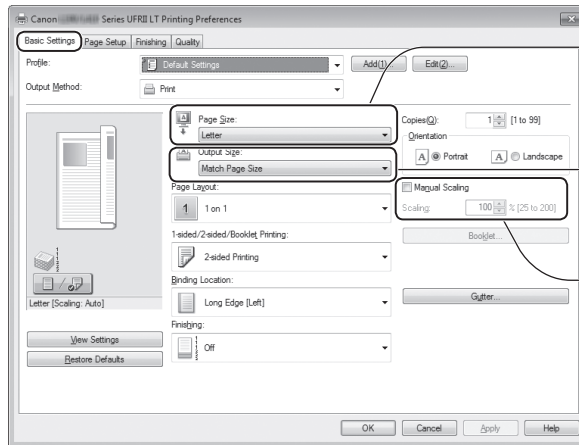 Canon Series UFRII LT Printing Preferences
Basic Settings Page Setup Finishing Quality
Profile: Default Settings Add(1)... Edit(2)...
Output Method: Print
Page Size: Copies(Q): 1 [1 to 99]
Letter Orientation
Output Size: A Portrait A Landscape
Match Page Size
Page Layout: Manual Scaling
1 1 on 1 Scaling: 100 % [25 to 200]
1-sided/2-sided/Booklet Printing: Booklet...
2-sided Printing
Binding Location:
Letter [Scaling: Auto] Long Edge [Left] Gutter...
Finishing:
View Settings Off
Restore Defaults
OK Cancel Apply Help